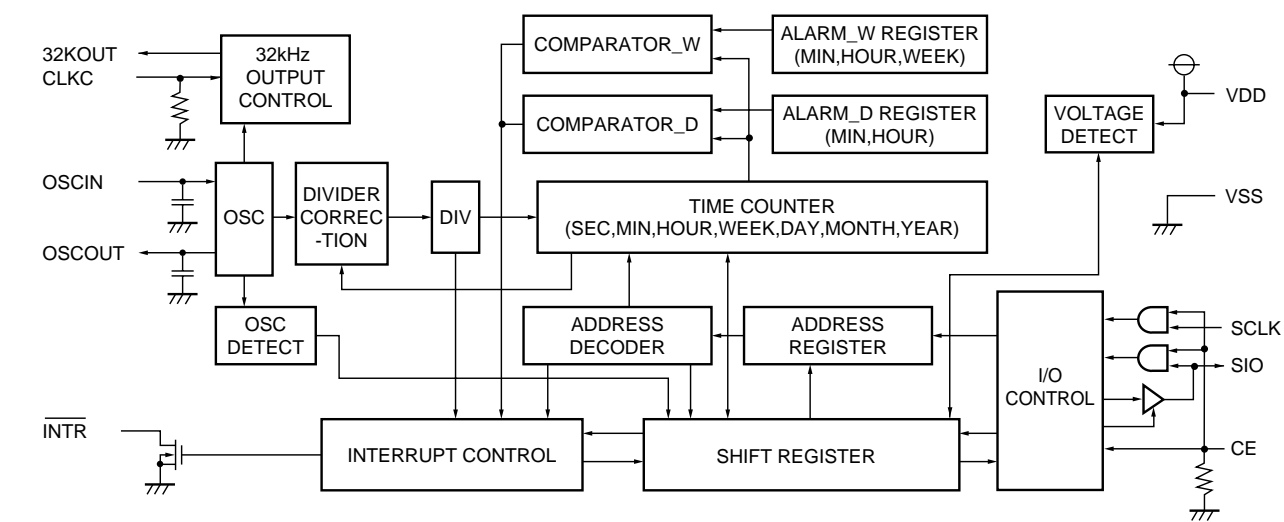 32KOUT
CLKC
32kHz
OUTPUT
CONTROL
COMPARATOR_W
ALARM_W REGISTER
(MIN,HOUR,WEEK)
COMPARATOR_D
ALARM_D REGISTER
(MIN,HOUR)
VOLTAGE
DETECT
VDD
VSS
OSCIN
OSCOUT
OSC
DIVIDER
CORREC
-TION
DIV
TIME COUNTER
(SEC,MIN,HOUR,WEEK,DAY,MONTH,YEAR)
OSC
DETECT
ADDRESS
DECODER
ADDRESS
REGISTER
I/O
CONTROL
SCLK
SIO
CE
INTR
INTERRUPT CONTROL
SHIFT REGISTER